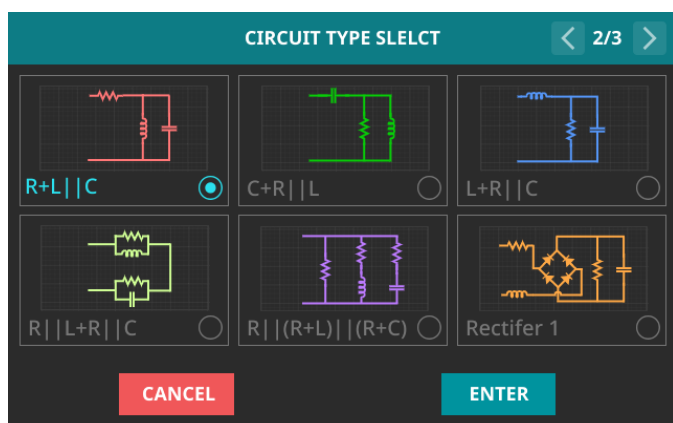 CIRCUIT TYPE SLELCT
2/3
R+L||C
C+R||L
L+R||C
R||L+R||C
R||(R+L)||(R+C)
Rectifer 1
CANCEL
ENTER